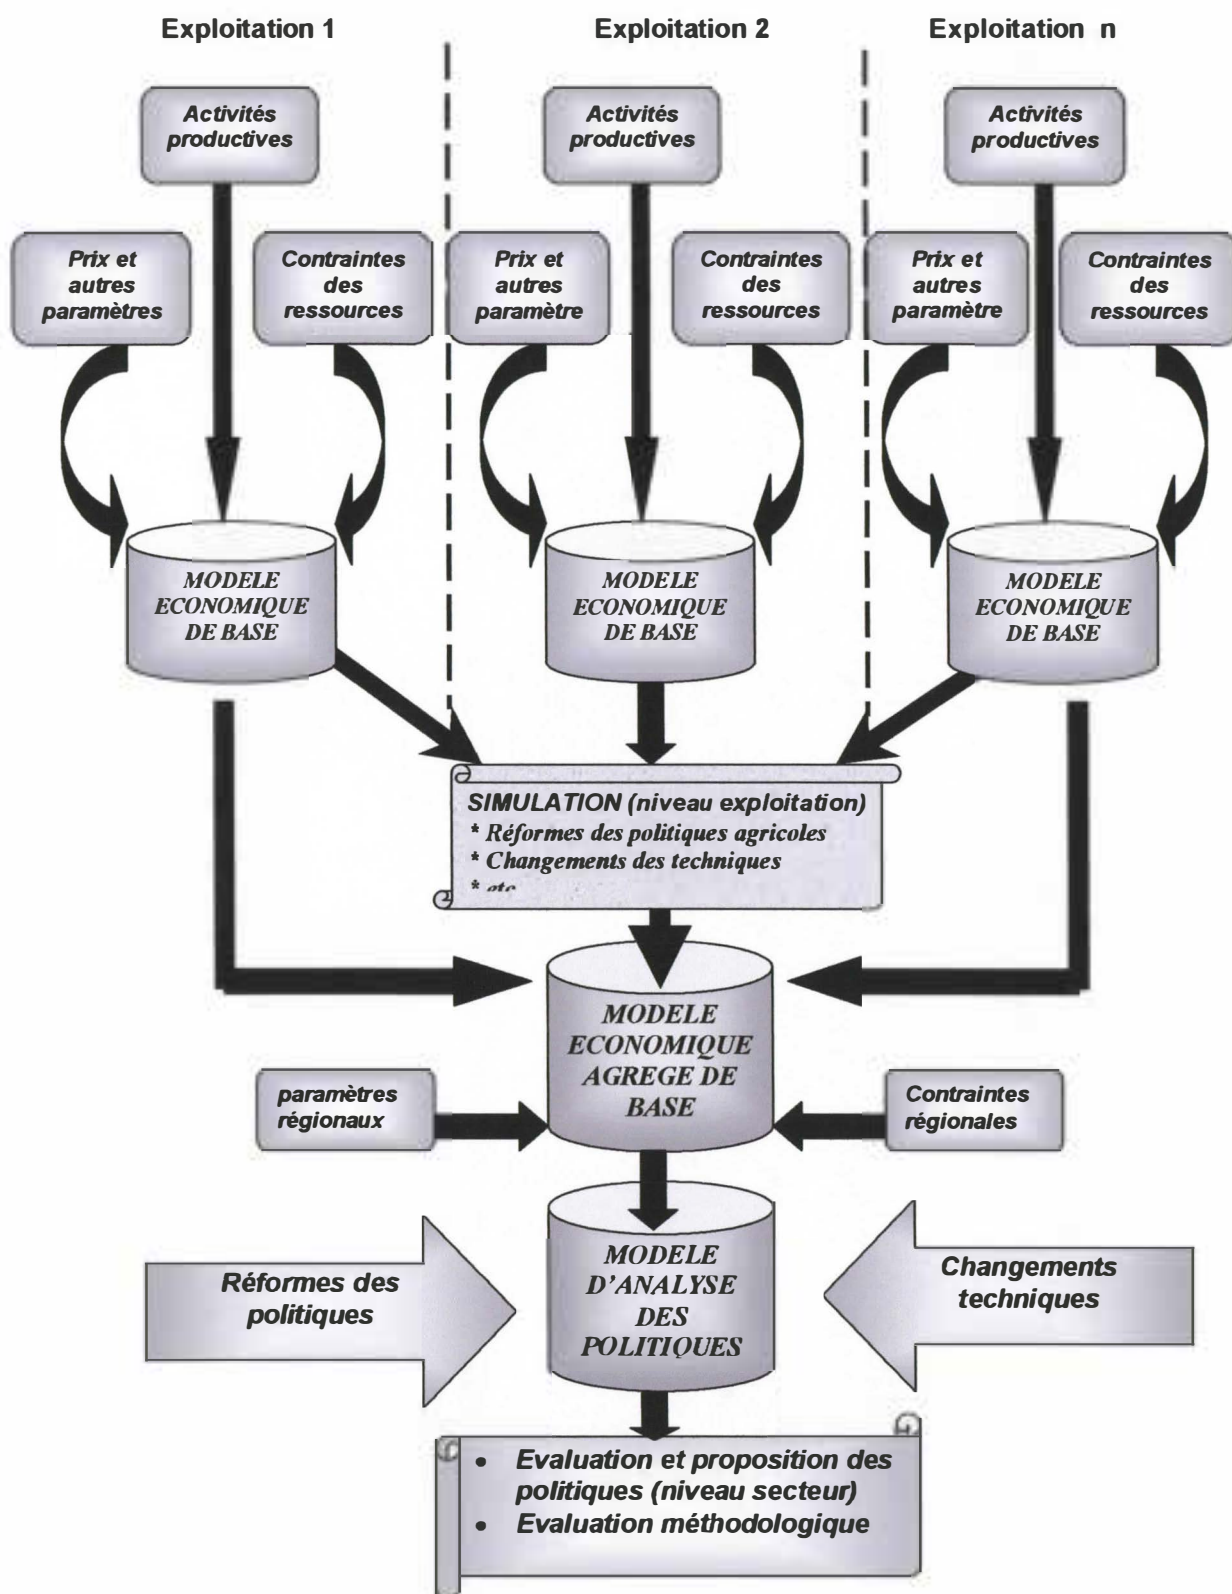 Exploitation 1
Exploitation 2
Exploitation n
Activités
productives
Activités
productives
Activités
productives
Prix et
autres
paramètres
Contraintes
des
ressources
Prix et
autres
paramètre
Contraintes
des
ressources
Prix et
autres
paramètre
Contraintes
des
ressources
MODELE
ECONOMIQUE
DE BASE
MODELE
ECONOMIQUE
DE BASE
MODELE
ECONOMIQUE
DE BASE
SIMULATION (niveau exploitation)
* Réformes des politiques agricoles
* Changements des techniques
* etc
MODELE
ECONOMIQUE
AGREGE DE
BASE
paramètres
régionaux
Contraintes
régionales
MODELE
D'ANALYSE
DES
POLITIQUES
Réformes des
politiques
Changements
techniques
• Evaluation et proposition des
politiques (niveau secteur)
• Evaluation méthodologique